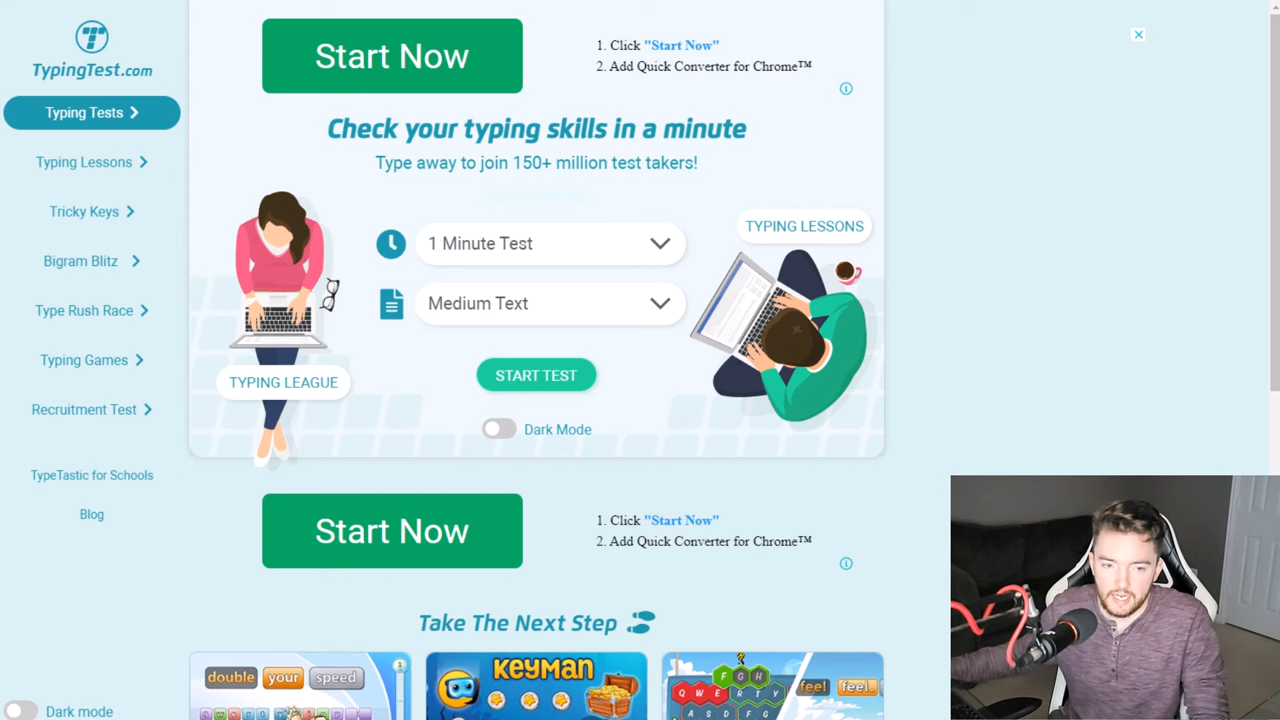 TypingTest.com
Typing Tests
Typing Lessons
Tricky Keys
Bigram Blitz
Type Rush Race
Typing Games
Recruitment Test
TypeTastic for Schools
Blog
Dark mode
Start Now
1. Click "Start Now"
2. Add Quick Converter for Chrome™
Check your typing skills in a minute
Type away to join 150+ million test takers!
1 Minute Test
Medium Text
START TEST
Dark Mode
TYPING LEAGUE
TYPING LESSONS
Start Now
1. Click "Start Now"
2. Add Quick Converter for Chrome™
Take The Next Step
double your speed
KEYMAN
F G H
Q W E R T Y
A S D F G
feel feel